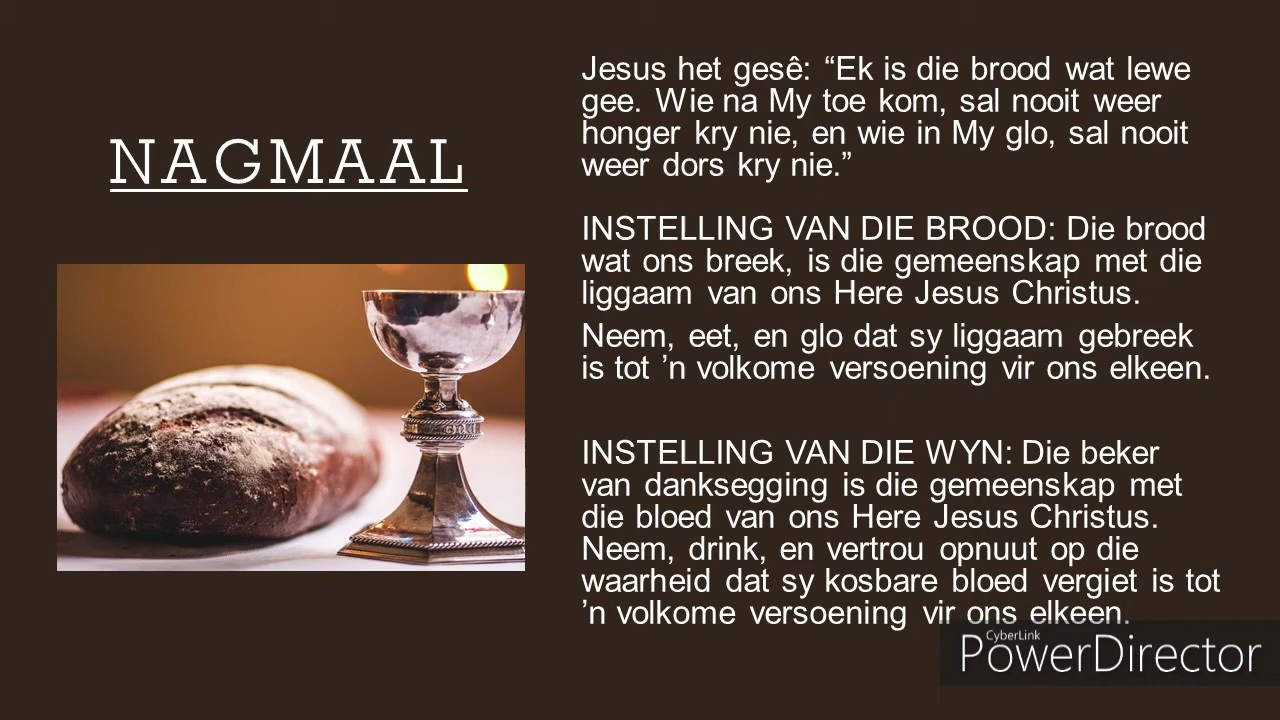 NAGMAAL
Jesus het gesê: “Ek is die brood wat lewe
gee. Wie na My toe kom, sal nooit weer
honger kry nie, en wie in My glo, sal nooit
weer dors kry nie.”
INSTELLING VAN DIE BROOD: Die brood
wat ons breek, is die gemeenskap met die
liggaam van ons Here Jesus Christus.
Neem, eet, en glo dat sy liggaam gebreek
is tot ’n volkome versoening vir ons elkeen.
INSTELLING VAN DIE WYN: Die beker
van danksegging is die gemeenskap met
die bloed van ons Here Jesus Christus.
Neem, drink, en vertrou opnuut op die
waarheid dat sy kosbare bloed vergiet is tot
’n volkome versoening vir ons elkeen.
CyberLink
PowerDirector